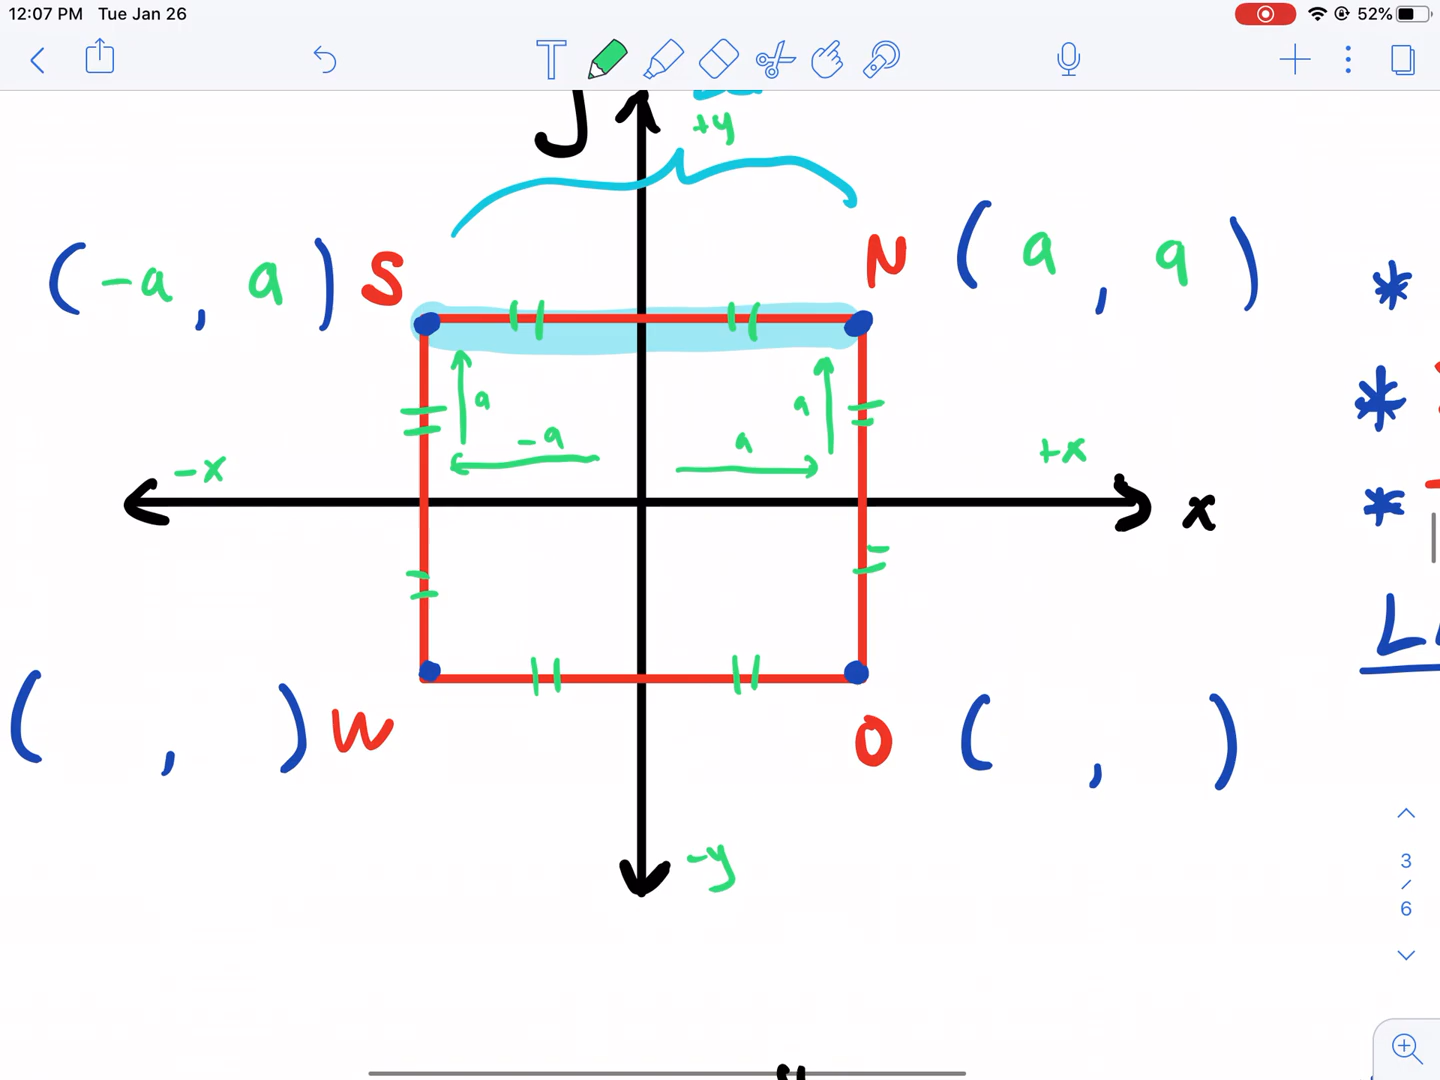 12:07 PM Tue Jan 26 52%
T
y
+y
(-a, a) S N (a, a)
a a
-a a
-x +x
x
( , ) W O ( , )
-y
3
/
6